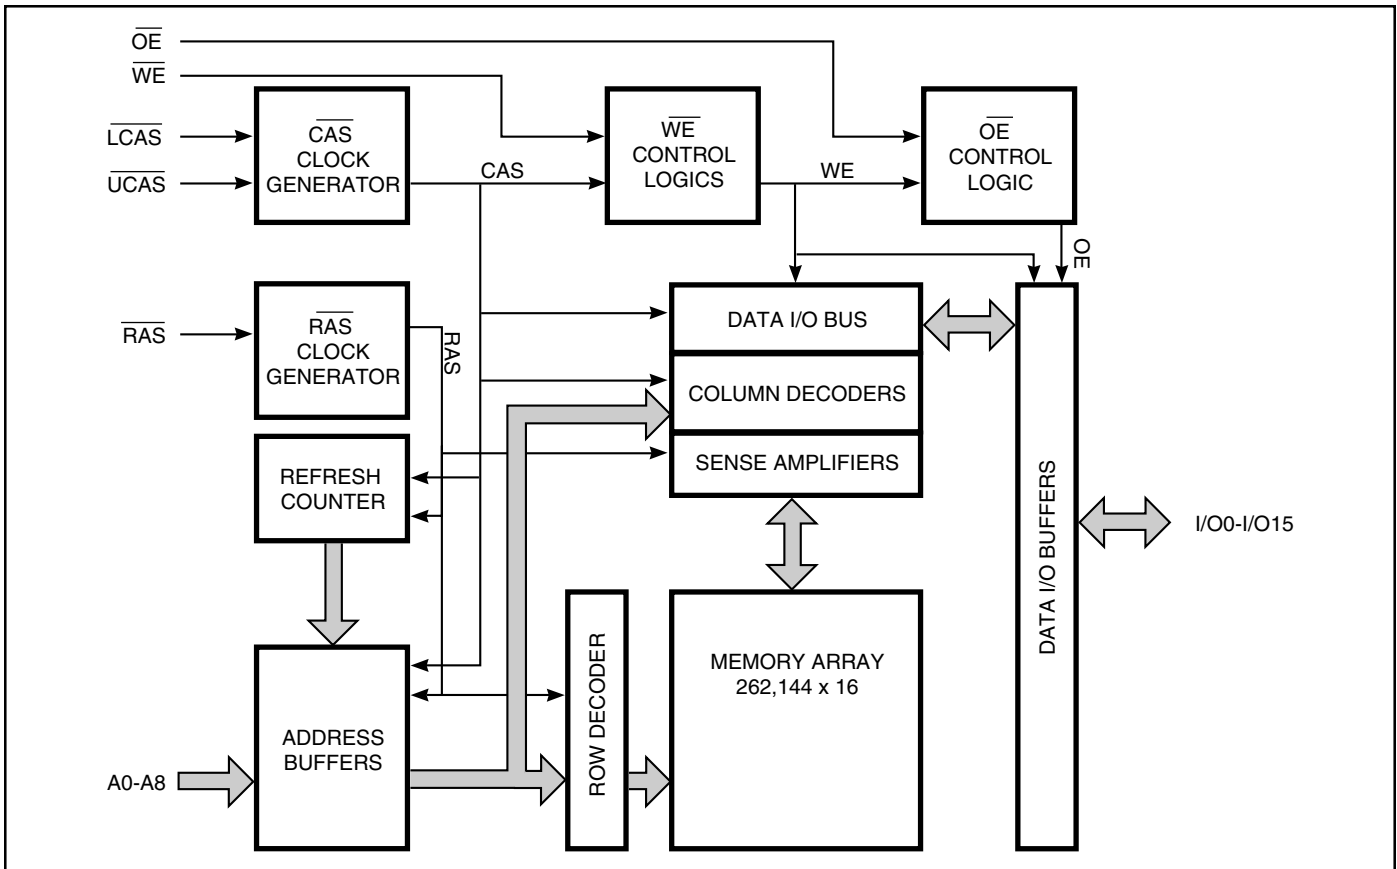 OE
WE
LCAS
UCAS
CAS
CLOCK
GENERATOR
CAS
WE
CONTROL
LOGICS
WE
OE
CONTROL
LOGIC
OE
RAS
RAS
CLOCK
GENERATOR
RAS
DATA I/O BUS
COLUMN DECODERS
SENSE AMPLIFIERS
REFRESH
COUNTER
DATA I/O BUFFERS
I/O0-I/O15
ROW DECODER
MEMORY ARRAY
262,144 x 16
ADDRESS
BUFFERS
A0-A8